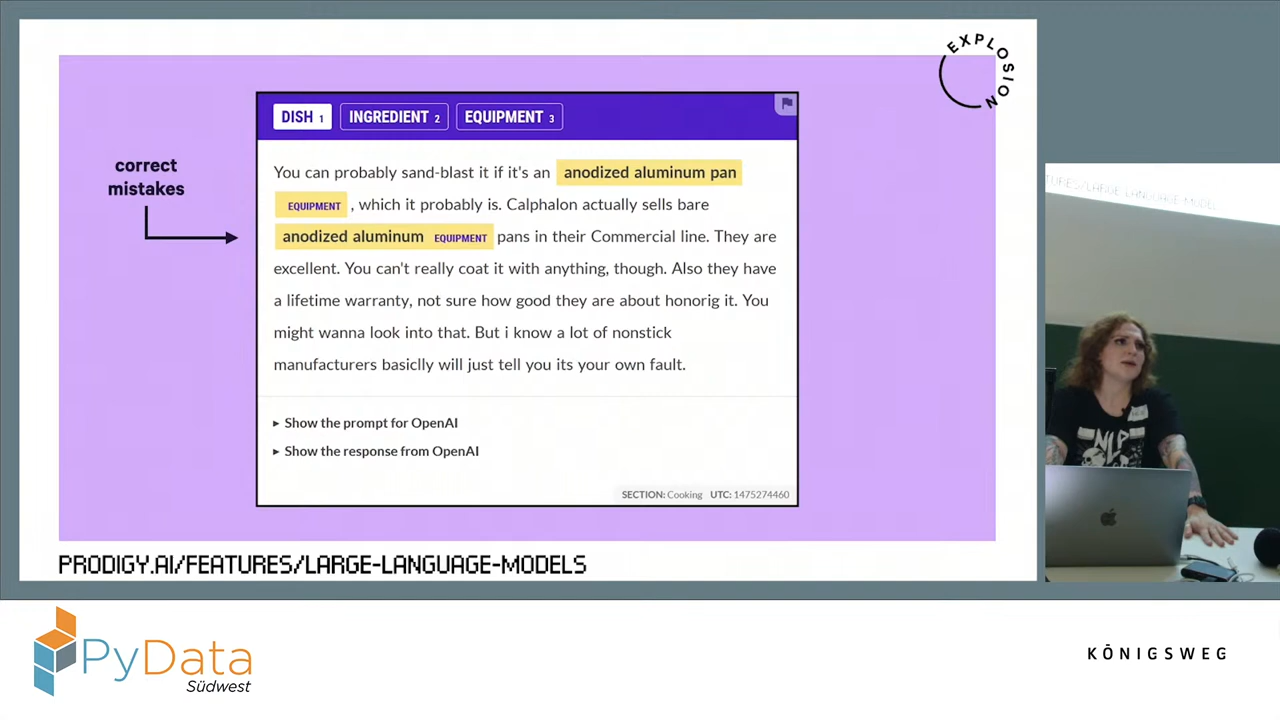 EXPLOSION
DISH 1 INGREDIENT 2 EQUIPMENT 3
correct
mistakes
You can probably sand-blast it if it's an anodized aluminum pan
EQUIPMENT , which it probably is. Calphalon actually sells bare
anodized aluminum EQUIPMENT pans in their Commercial line. They are
excellent. You can't really coat it with anything, though. Also they have
a lifetime warranty, not sure how good they are about honorig it. You
might wanna look into that. But i know a lot of nonstick
manufacturers basiclly will just tell you its your own fault.
▸ Show the prompt for OpenAI
▸ Show the response from OpenAI
SECTION: Cooking UTC: 1475274460
PRODIGY.AI/FEATURES/LARGE-LANGUAGE-MODELS
TURES/LARGE-LANGUAGE-MODEL
NLP
PyData
Südwest
KÖNIGSWEG